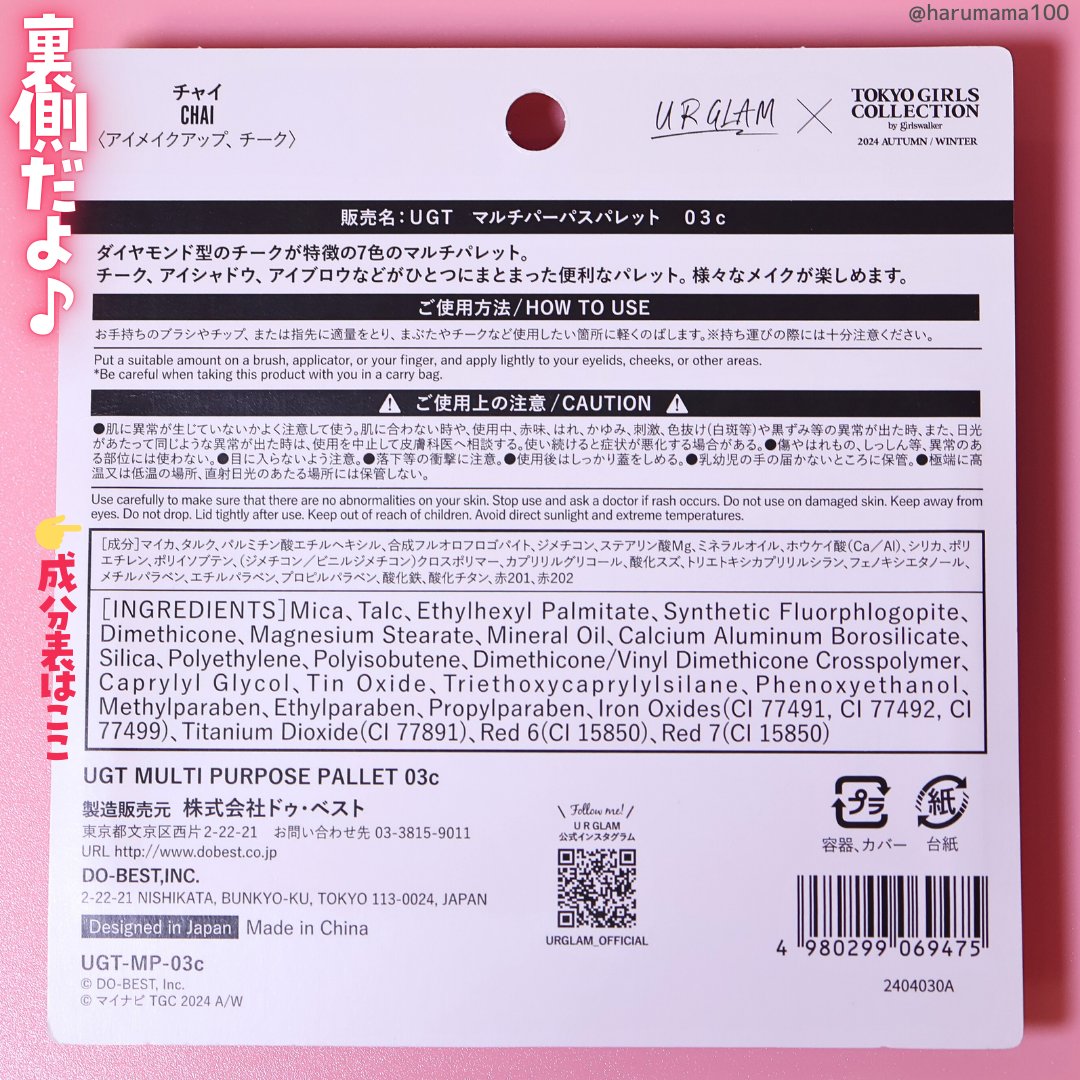 @harumama100
裏側だよ♪
チャイ
CHAI
〈アイメイクアップ、チーク〉
UR GLAM
TOKYO GIRLS
COLLECTION
by girlswalker
2024 AUTUMN / WINTER
販売名：UGT マルチパーパスパレット 03c
ダイヤモンド型のチークが特徴の7色のマルチパレット。
チーク、アイシャドウ、アイブロウなどがひとつにまとまった便利なパレット。様々なメイクが楽しめます。
ご使用方法/HOW TO USE
お手持ちのブラシやチップ、または指先に適量をとり、まぶたやチークなど使用したい箇所に軽くのばします。※持ち運びの際には十分注意ください。
Put a suitable amount on a brush, applicator, or your finger, and apply lightly to your eyelids, cheeks, or other areas.
*Be careful when taking this product with you in a carry bag.
ご使用上の注意/CAUTION
●肌に異常が生じていないかよく注意して使う。肌に合わない時や、使用中、赤味、はれ、かゆみ、刺激、色抜け(白斑等)や黒ずみ等の異常が出た時、また、日光
があたって同じような異常が出た時は、使用を中止して皮膚科医へ相談する。使い続けると症状が悪化する場合がある。●傷やはれもの、しっしん等、異常のあ
る部位には使わない。●目に入らないよう注意。●落下等の衝撃に注意。●使用後はしっかり蓋をしめる。●乳幼児の手の届かないところに保管。●極端に高
温又は低温の場所、直射日光のあたる場所には保管しない。
Use carefully to make sure that there are no abnormalities on your skin. Stop use and ask a doctor if rash occurs. Do not use on damaged skin. Keep away from
eyes. Do not drop. Lid tightly after use. Keep out of reach of children. Avoid direct sunlight and extreme temperatures.
成分表はここ
[成分]マイカ、タルク、パルミチン酸エチルヘキシル、合成フルオロフロゴパイト、ジメチコン、ステアリン酸Mg、ミネラルオイル、ホウケイ酸(Ca／Al)、シリカ、ポリ
エチレン、ポリイソブテン、(ジメチコン／ビニルジメチコン)クロスポリマー、カプリリルグリコール、酸化スズ、トリエトキシカプリリルシラン、フェノキシエタノール、
メチルパラベン、エチルパラベン、プロピルパラベン、酸化鉄、酸化チタン、赤201、赤202
[INGREDIENTS]Mica、Talc、Ethylhexyl Palmitate、Synthetic Fluorphlogopite、
Dimethicone、Magnesium Stearate、Mineral Oil、Calcium Aluminum Borosilicate、
Silica、Polyethylene、Polyisobutene、Dimethicone/Vinyl Dimethicone Crosspolymer、
Caprylyl Glycol、Tin Oxide、Triethoxycaprylylsilane、Phenoxyethanol、
Methylparaben、Ethylparaben、Propylparaben、Iron Oxides(CI 77491, CI 77492, CI
77499)、Titanium Dioxide(CI 77891)、Red 6(CI 15850)、Red 7(CI 15850)
UGT MULTI PURPOSE PALLET 03c
製造販売元 株式会社ドゥ・ベスト
東京都文京区西片2-22-21 お問い合わせ先 03-3815-9011
URL http://www.dobest.co.jp
DO-BEST,INC.
2-22-21 NISHIKATA, BUNKYO-KU, TOKYO 113-0024, JAPAN
Designed in Japan Made in China
UGT-MP-03c
© DO-BEST, Inc.
© マイナビ TGC 2024 A/W
Follow me!
UR GLAM
公式インスタグラム
URGLAM_OFFICIAL
プラ
容器、カバー
紙
台紙
4 980299 069475
2404030A